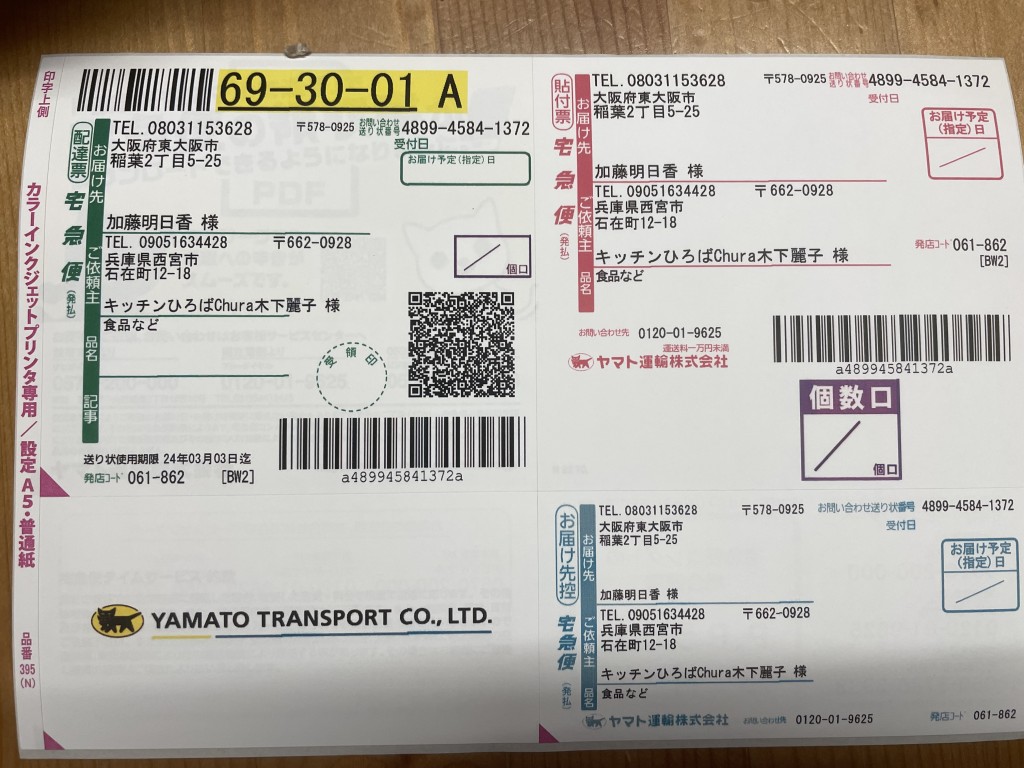 印字上側
カラーインクジェットプリンタ専用/設定 A5・普通紙
品番 395 (N)
69-30-01 A
配達票
宅急便
(発払)
お届け先
TEL. 08031153628 〒578-0925 お問い合わせ送り状番号 4899-4584-1372
大阪府東大阪市 受付日
稲葉2丁目5-25
お届け予定(指定)日
加藤明日香 様
ご依頼主
TEL. 09051634428 〒662-0928
兵庫県西宮市
石在町12-18
個口
キッチンひろばChura木下麗子 様
品名
食品など
受領印
記事
送り状使用期限 24年03月03日迄
発店コード 061-862 [BW2]
a489945841372a
YAMATO TRANSPORT CO., LTD.
貼付票
宅急便
(発払)
お届け先
TEL. 08031153628 〒578-0925 お問い合わせ送り状番号 4899-4584-1372
大阪府東大阪市 受付日
稲葉2丁目5-25
お届け予定(指定)日
加藤明日香 様
ご依頼主
TEL. 09051634428 〒662-0928
兵庫県西宮市
石在町12-18
発店コード 061-862
[BW2]
キッチンひろばChura木下麗子 様
品名
食品など
お問い合わせ先 0120-01-9625
運送料一万円未満
ヤマト運輸株式会社
a489945841372a
個数口
個口
お届け先控
宅急便
(発払)
お届け先
TEL. 08031153628 〒578-0925 お問い合わせ送り状番号 4899-4584-1372
大阪府東大阪市 受付日
稲葉2丁目5-25
お届け予定(指定)日
加藤明日香 様
ご依頼主
TEL. 09051634428 〒662-0928
兵庫県西宮市
石在町12-18
キッチンひろばChura木下麗子 様
品名
食品など
ヤマト運輸株式会社 お問い合わせ先 0120-01-9625 発店コード 061-862